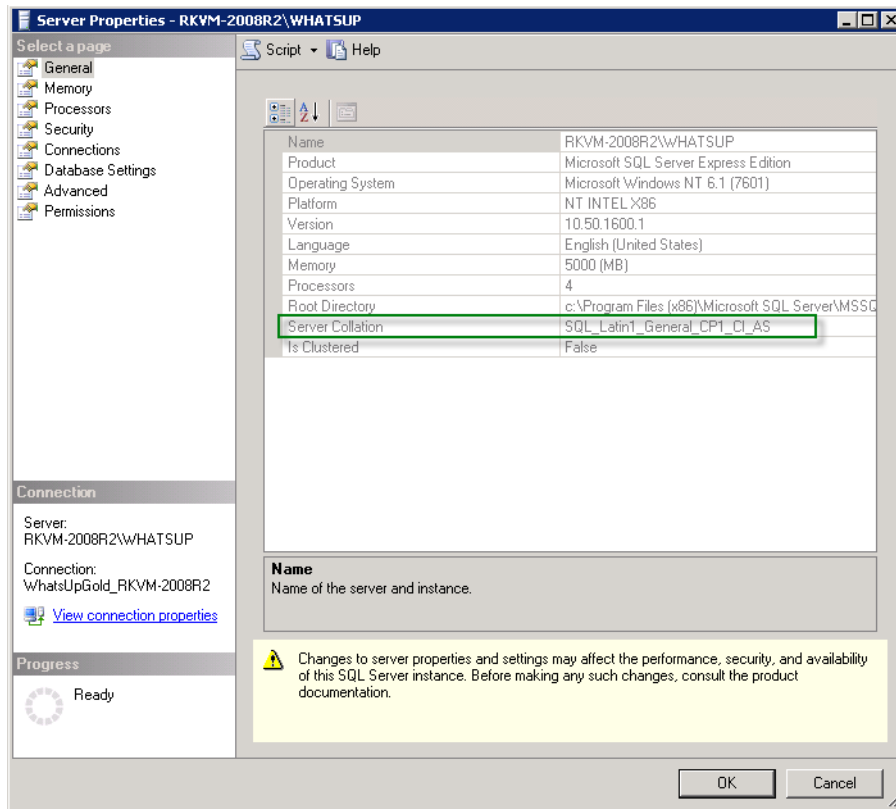 Server Properties - RKVM-2008R2\WHATSUP
Select a page
General
Memory
Processors
Security
Connections
Database Settings
Advanced
Permissions
Script Help
Name RKVM-2008R2\WHATSUP
Product Microsoft SQL Server Express Edition
Operating System Microsoft Windows NT 6.1 (7601)
Platform NT INTEL X86
Version 10.50.1600.1
Language English (United States)
Memory 5000 (MB)
Processors 4
Root Directory c:\Program Files (x86)\Microsoft SQL Server\MSSQ
Server Collation SQL_Latin1_General_CP1_CI_AS
Is Clustered False
Connection
Server:
RKVM-2008R2\WHATSUP
Connection:
WhatsUpGold_RKVM-2008R2
View connection properties
Progress
Ready
Name
Name of the server and instance.
Changes to server properties and settings may affect the performance, security, and availability
of this SQL Server instance. Before making any such changes, consult the product
documentation.
OK Cancel